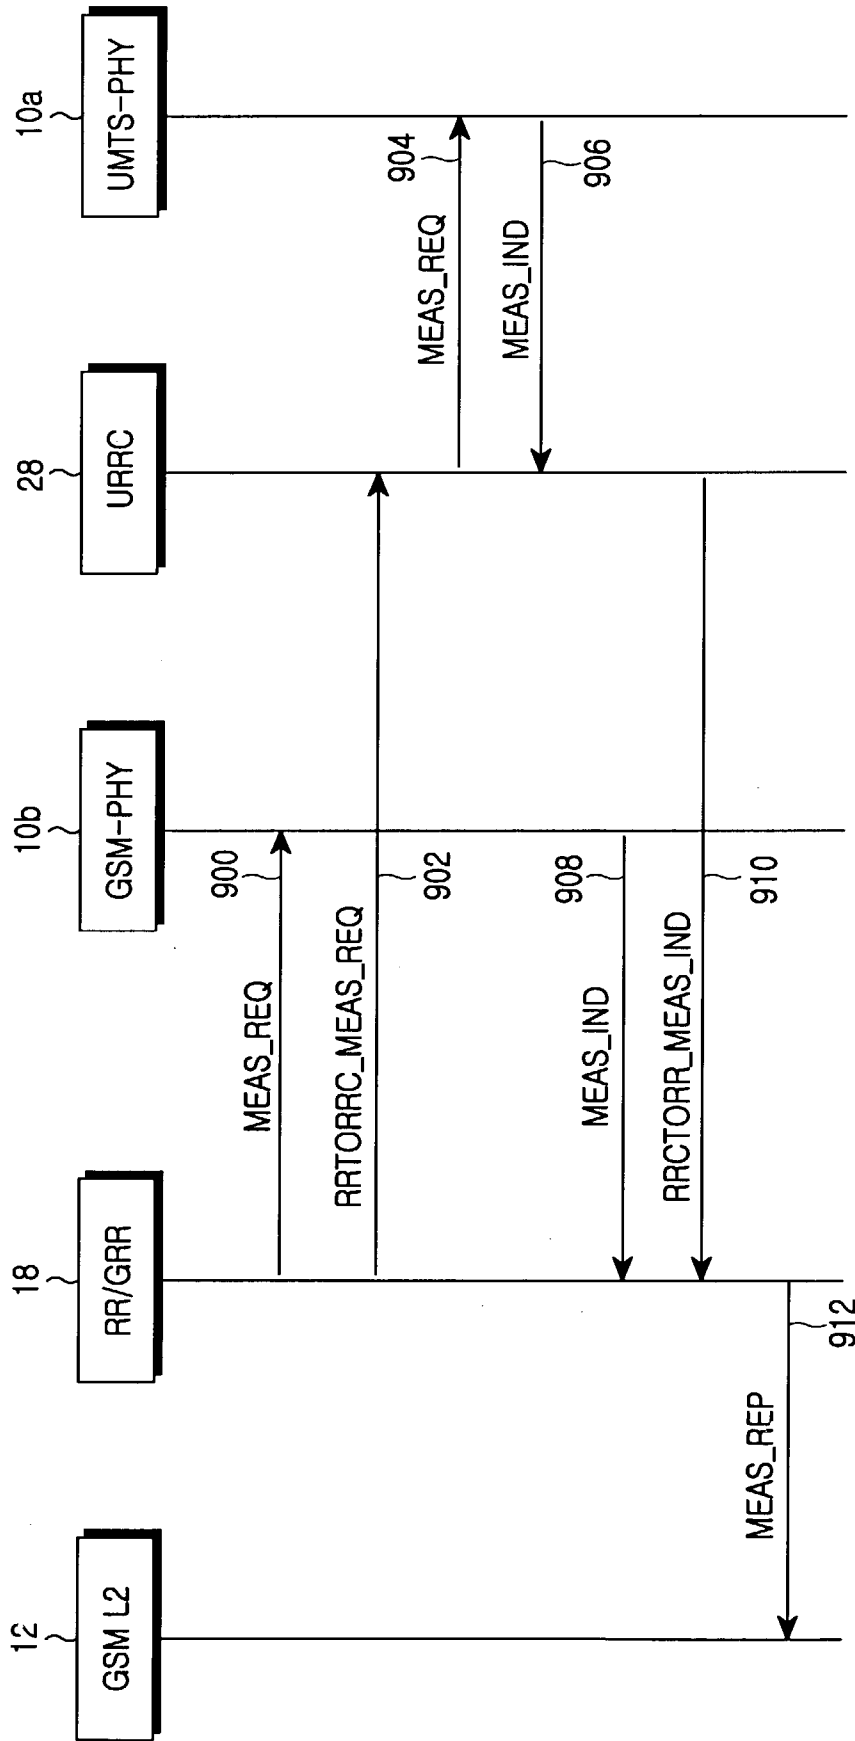 12
GSM L2
18
RR/GRR
10b
GSM-PHY
28
URRC
10a
UMTS-PHY
MEAS_REQ
900
RRTORRC_MEAS_REQ
902
MEAS_REQ
904
MEAS_IND
906
MEAS_IND
908
RRCTORR_MEAS_IND
910
MEAS_REP
912